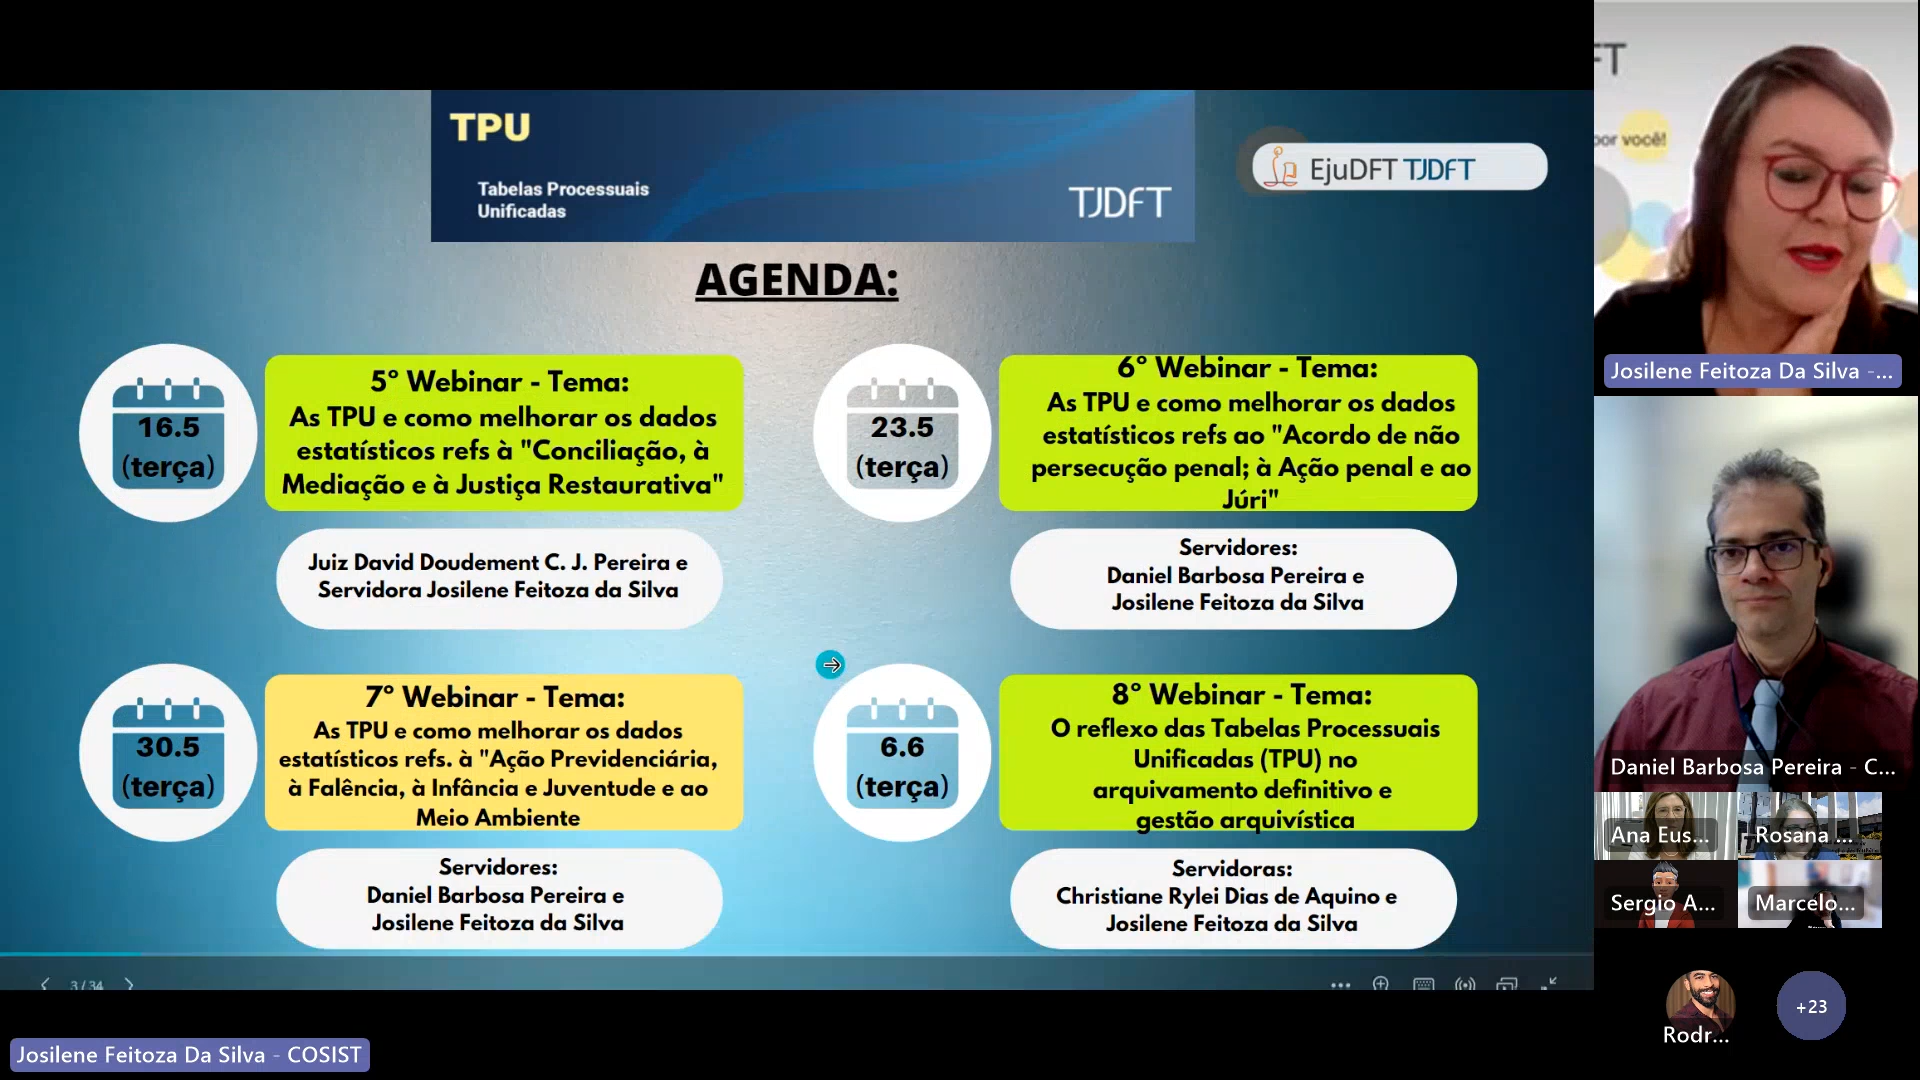 TPU
Tabelas Processuais
Unificadas
TJDFT
EjuDFT TJDFT
FT
por você!
AGENDA:
16.5
(terça)
5º Webinar - Tema:
As TPU e como melhorar os dados
estatísticos refs à "Conciliação, à
Mediação e à Justiça Restaurativa"
Juiz David Doudement C. J. Pereira e
Servidora Josilene Feitoza da Silva
23.5
(terça)
6º Webinar - Tema:
As TPU e como melhorar os dados
estatísticos refs ao "Acordo de não
persecução penal; à Ação penal e ao
Júri"
Servidores:
Daniel Barbosa Pereira e
Josilene Feitoza da Silva
30.5
(terça)
7º Webinar - Tema:
As TPU e como melhorar os dados
estatísticos refs. à "Ação Previdenciária,
à Falência, à Infância e Juventude e ao
Meio Ambiente
Servidores:
Daniel Barbosa Pereira e
Josilene Feitoza da Silva
6.6
(terça)
8º Webinar - Tema:
O reflexo das Tabelas Processuais
Unificadas (TPU) no
arquivamento definitivo e
gestão arquivística
Servidoras:
Christiane Rylei Dias de Aquino e
Josilene Feitoza da Silva
3 / 34
Josilene Feitoza Da Silva - COSIST
Josilene Feitoza Da Silva -...
Daniel Barbosa Pereira - C...
Ana Eus...
Rosana ...
Sergio A...
Marcelo...
Rodr...
+23